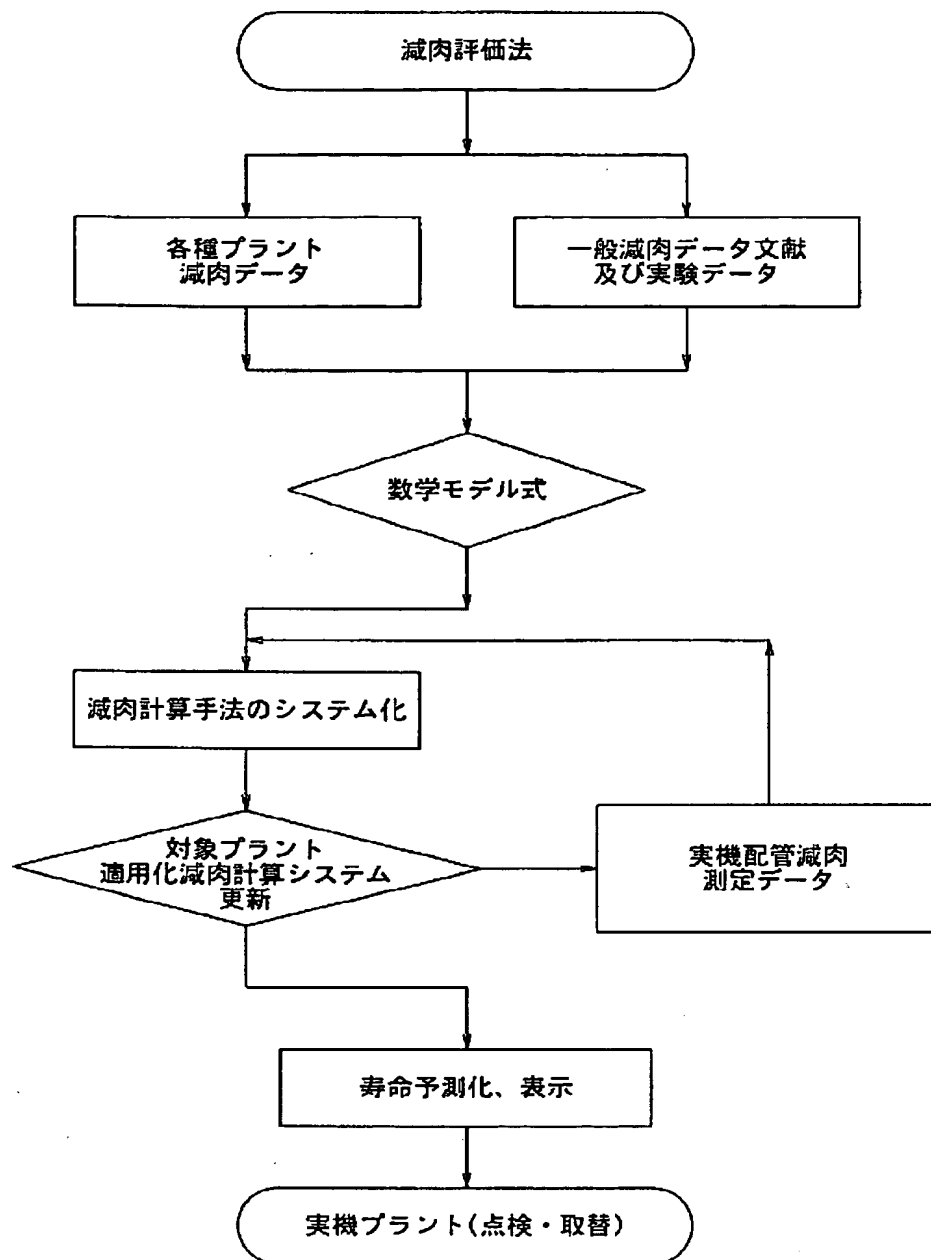 減肉評価法
各種プラント
減肉データ
一般減肉データ文献
及び実験データ
数学モデル式
減肉計算手法のシステム化
対象プラント
適用化減肉計算システム
更新
実機配管減肉
測定データ
寿命予測化、表示
実機プラント(点検・取替)